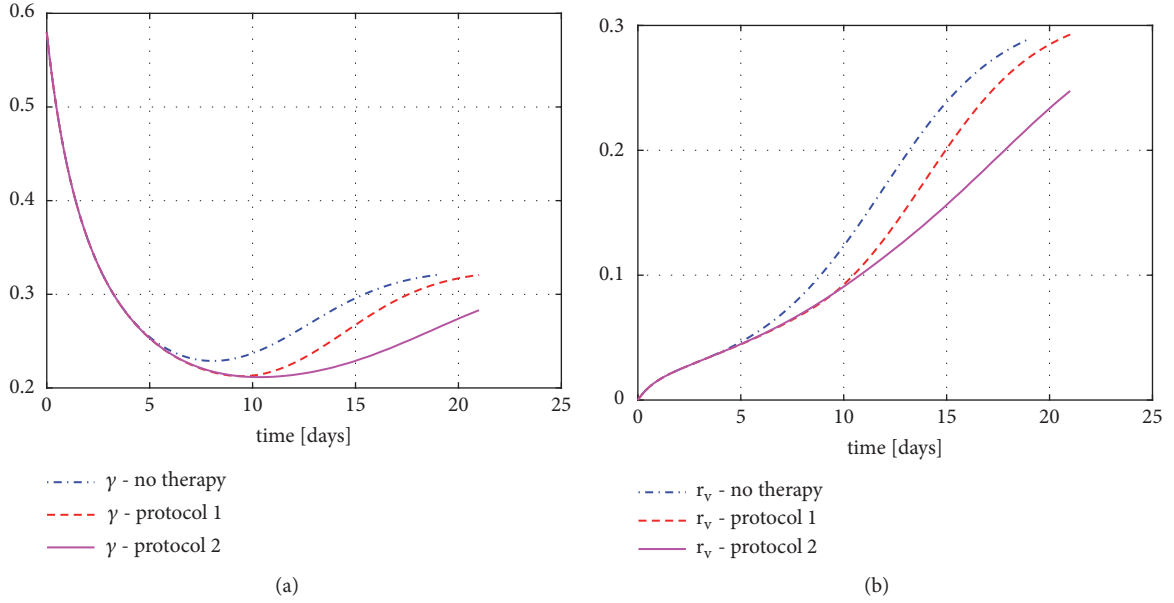 0.6
0.5
0.4
0.3
0.2
0 5 10 15 20 25
time [days]
γ - no therapy
γ - protocol 1
γ - protocol 2
(a)
0.3
0.2
0.1
0
0 5 10 15 20 25
time [days]
r_v - no therapy
r_v - protocol 1
r_v - protocol 2
(b)